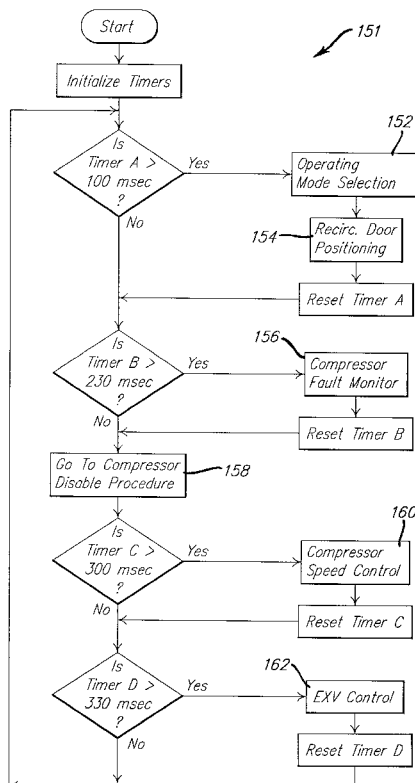 Start
151
Initialize Timers
Is
Timer A >
100 msec
?
Yes
No
152
Operating
Mode Selection
154
Recirc. Door
Positioning
Reset Timer A
Is
Timer B >
230 msec
?
Yes
No
156
Compressor
Fault Monitor
Reset Timer B
Go To Compressor
Disable Procedure
158
Is
Timer C >
300 msec
?
Yes
No
160
Compressor
Speed Control
Reset Timer C
Is
Timer D >
330 msec
?
Yes
No
162
EXV Control
Reset Timer D